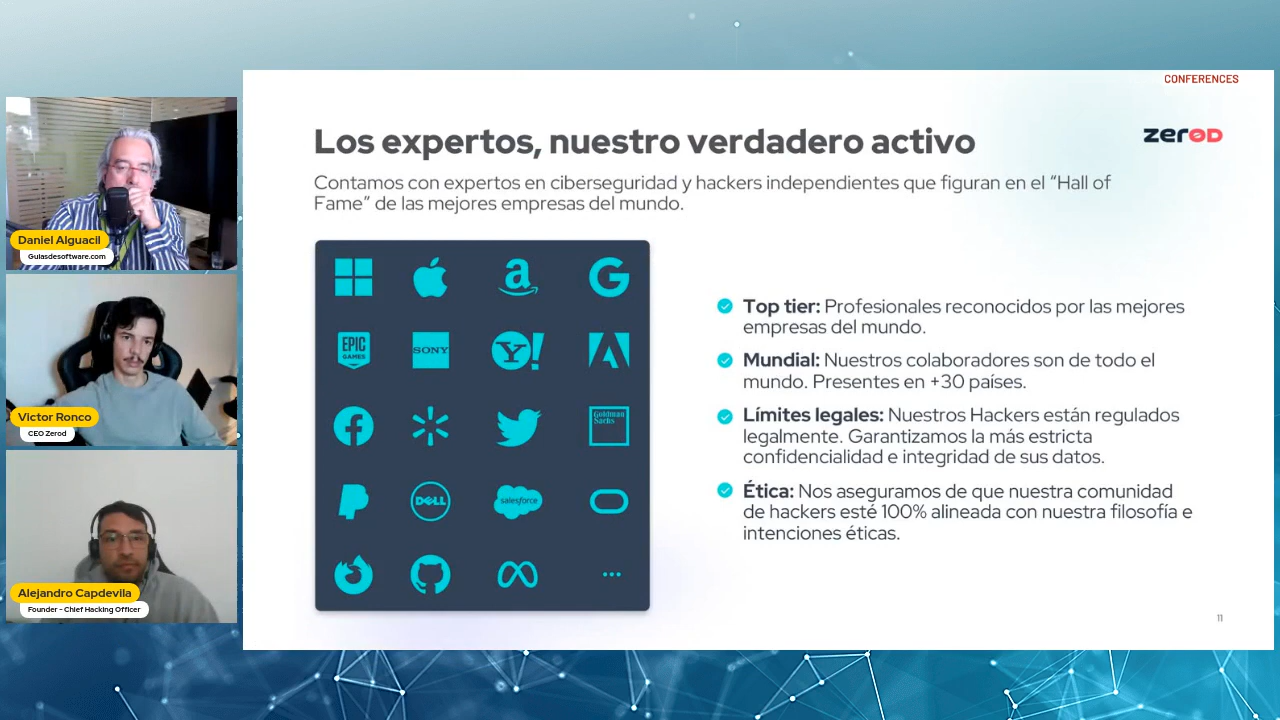 CONFERENCES
zerOD
Los expertos, nuestro verdadero activo
Contamos con expertos en ciberseguridad y hackers independientes que figuran en el “Hall of
Fame” de las mejores empresas del mundo.
EPIC
GAMES
SONY
Y!
Goldman
Sachs
DELL
salesforce
Top tier: Profesionales reconocidos por las mejores
empresas del mundo.
Mundial: Nuestros colaboradores son de todo el
mundo. Presentes en +30 países.
Límites legales: Nuestros Hackersestán regulados
legalmente. Garantizamos la más estricta
confidencialidad e integridad de sus datos.
Ética: Nos aseguramos de que nuestra comunidad
de hackers esté 100% alineada con nuestra filosofía e
intenciones éticas.
11
Daniel Alguacil
Guiasdesoftware.com
Victor Ronco
CEO Zerod
Alejandro Capdevila
Founder - Chief Hacking Officer